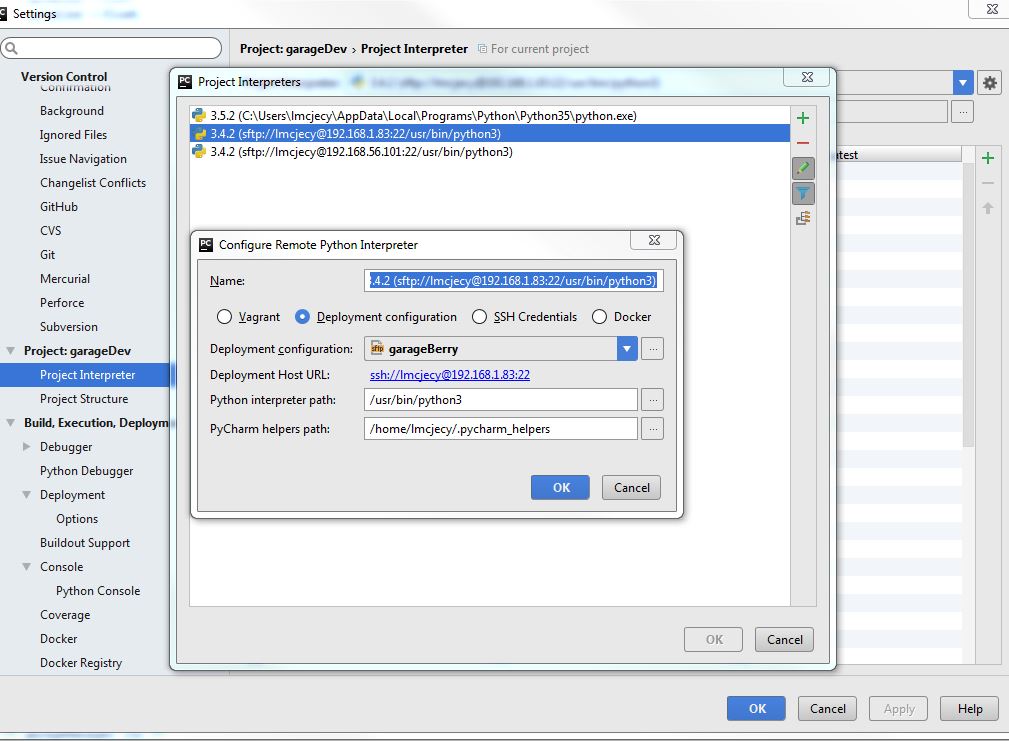 Settings
Project: garageDev › Project Interpreter For current project
Version Control
Confirmation
Background
Ignored Files
Issue Navigation
Changelist Conflicts
GitHub
CVS
Git
Mercurial
Perforce
Subversion
Project: garageDev
Project Interpreter
Project Structure
Build, Execution, Deploym
Debugger
Python Debugger
Deployment
Options
Buildout Support
Console
Python Console
Coverage
Docker
Docker Registry
PC Project Interpreters
3.5.2 (C:\Users\lmcjecy\AppData\Local\Programs\Python\Python35\python.exe)
3.4.2 (sftp://lmcjecy@192.168.1.83:22/usr/bin/python3)
3.4.2 (sftp://lmcjecy@192.168.56.101:22/usr/bin/python3)
PC Configure Remote Python Interpreter
Name: .4.2 (sftp://lmcjecy@192.168.1.83:22/usr/bin/python3)
Vagrant Deployment configuration SSH Credentials Docker
Deployment configuration: sftp garageBerry ...
Deployment Host URL: ssh://lmcjecy@192.168.1.83:22
Python interpreter path: /usr/bin/python3 ...
PyCharm helpers path: /home/lmcjecy/.pycharm_helpers ...
OK Cancel
OK Cancel
...
test
OK Cancel Apply Help